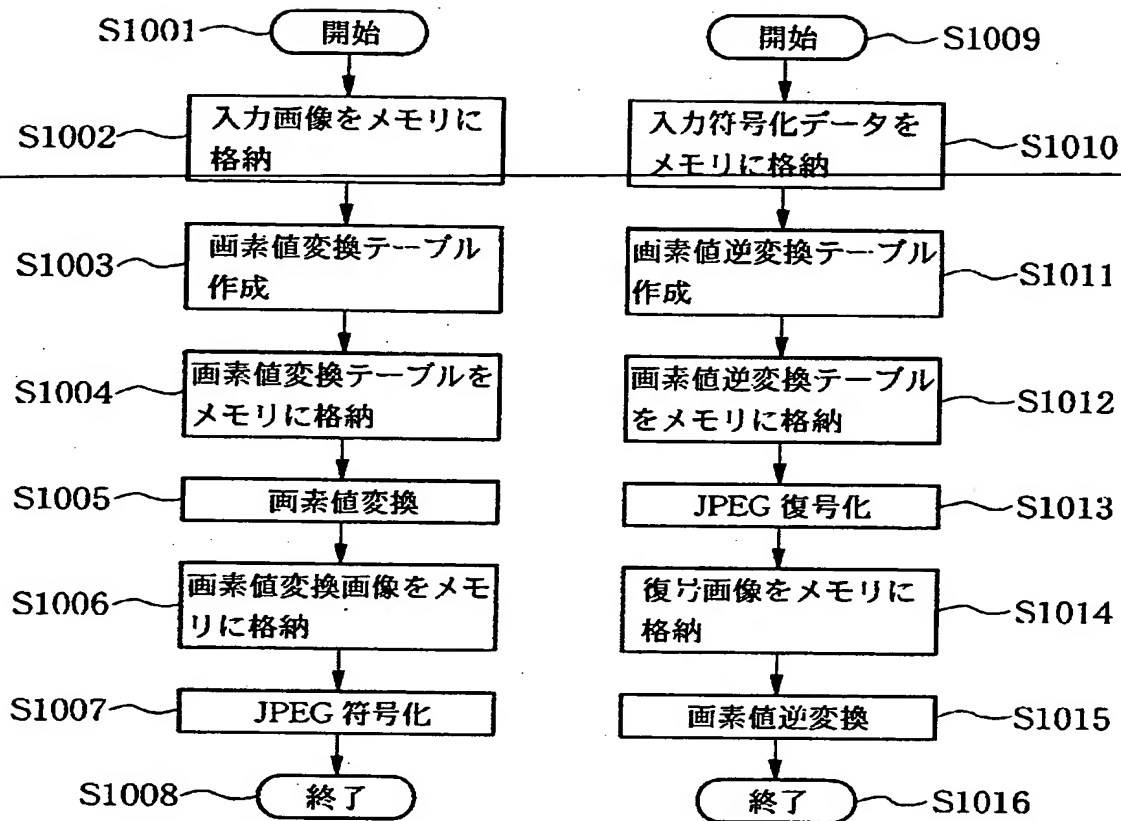 S1001
開始
S1002
入力画像をメモリに
格納
S1003
画素値変換テーブル
作成
S1004
画素値変換テーブルを
メモリに格納
S1005
画素値変換
S1006
画素値変換画像をメモ
リに格納
S1007
JPEG 符号化
S1008
終了
開始
S1009
入力符号化データを
メモリに格納
S1010
画素値逆変換テーブル
作成
S1011
画素値逆変換テーブル
をメモリに格納
S1012
JPEG 復号化
S1013
復号画像をメモリに
格納
S1014
画素値逆変換
S1015
終了
S1016